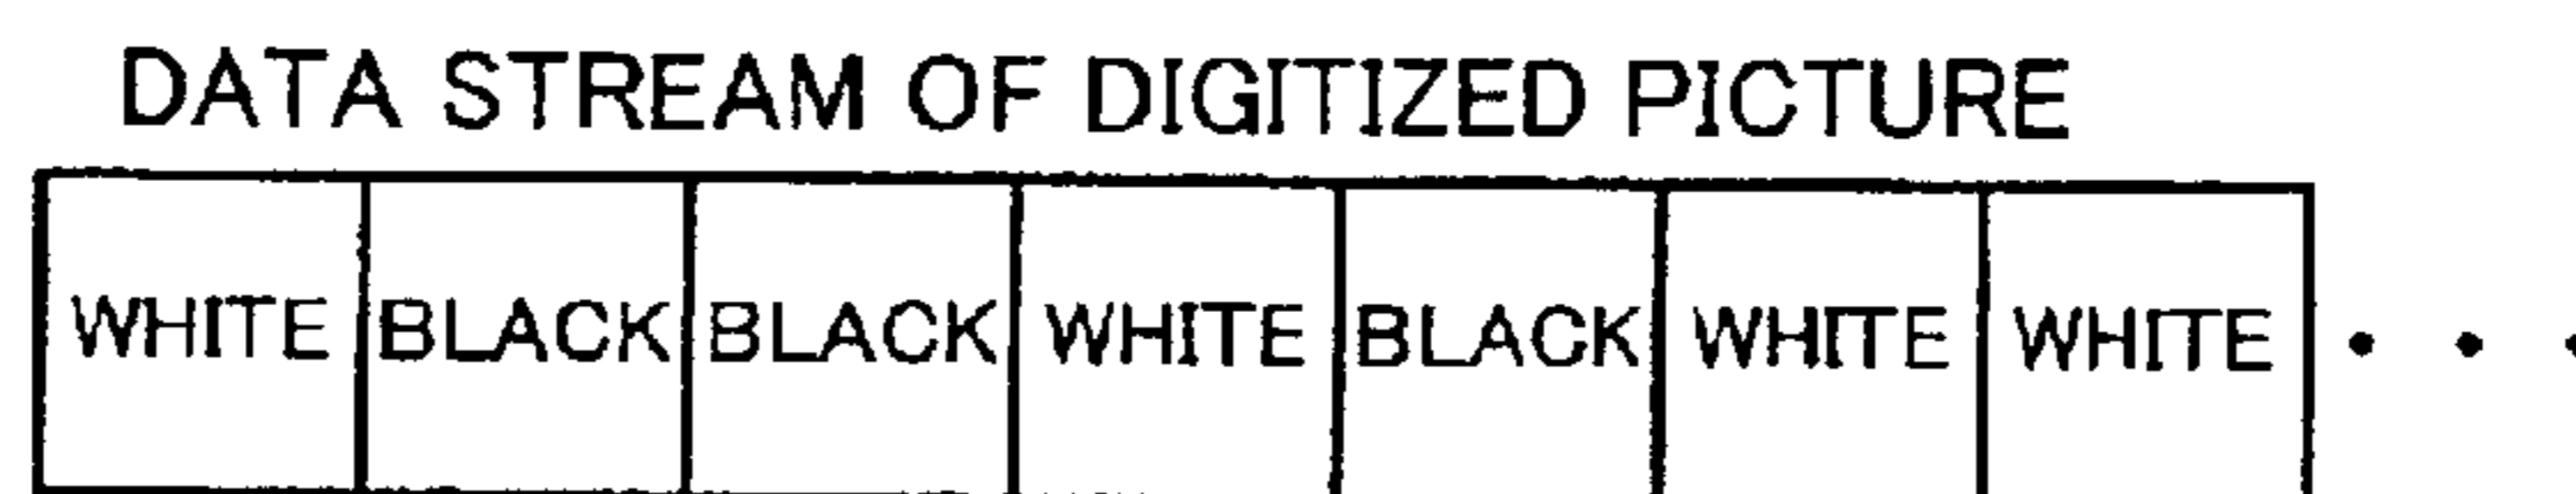 DATA STREAM OF DIGITIZED PICTURE
WHITE BLACK BLACK WHITE BLACK WHITE WHITE • • •